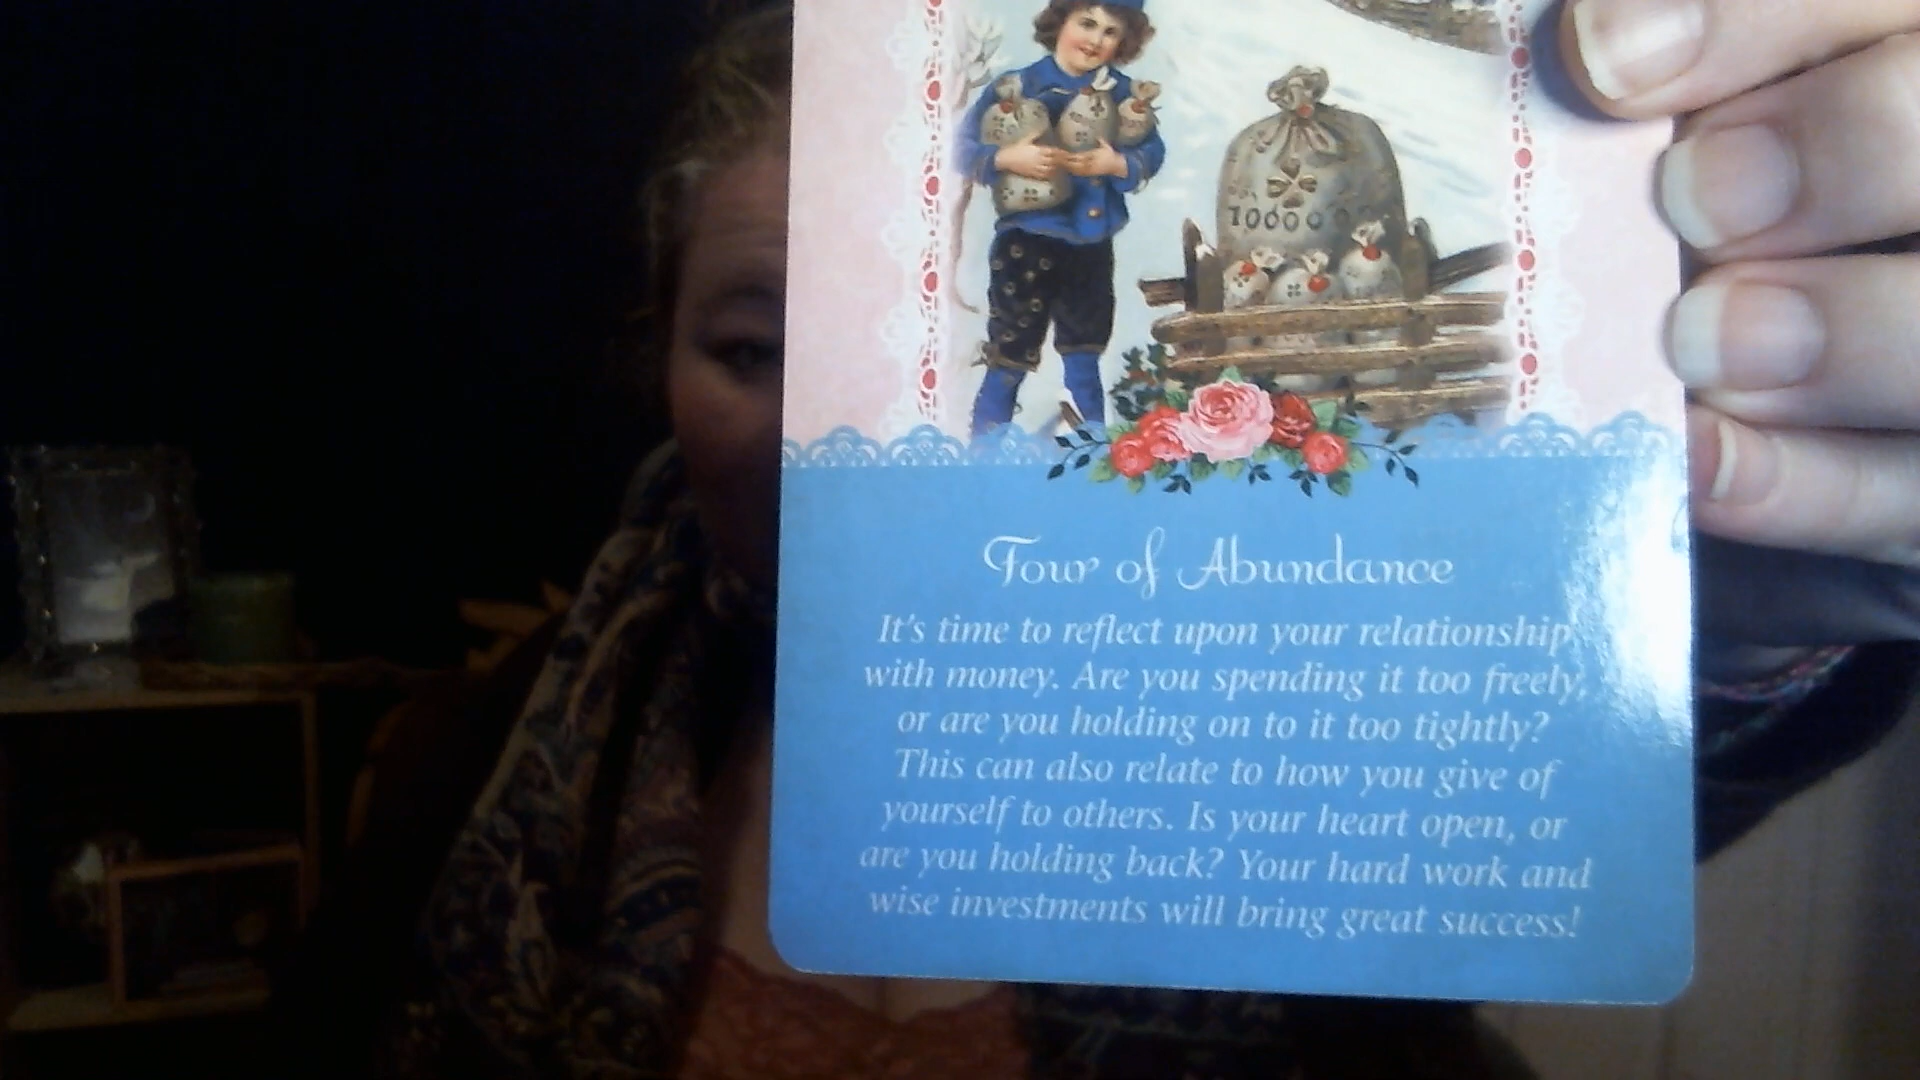 10000
Four of Abundance
It's time to reflect upon your relationship
with money. Are you spending it too freely,
or are you holding on to it too tightly?
This can also relate to how you give of
yourself to others. Is your heart open, or
are you holding back? Your hard work and
wise investments will bring great success!